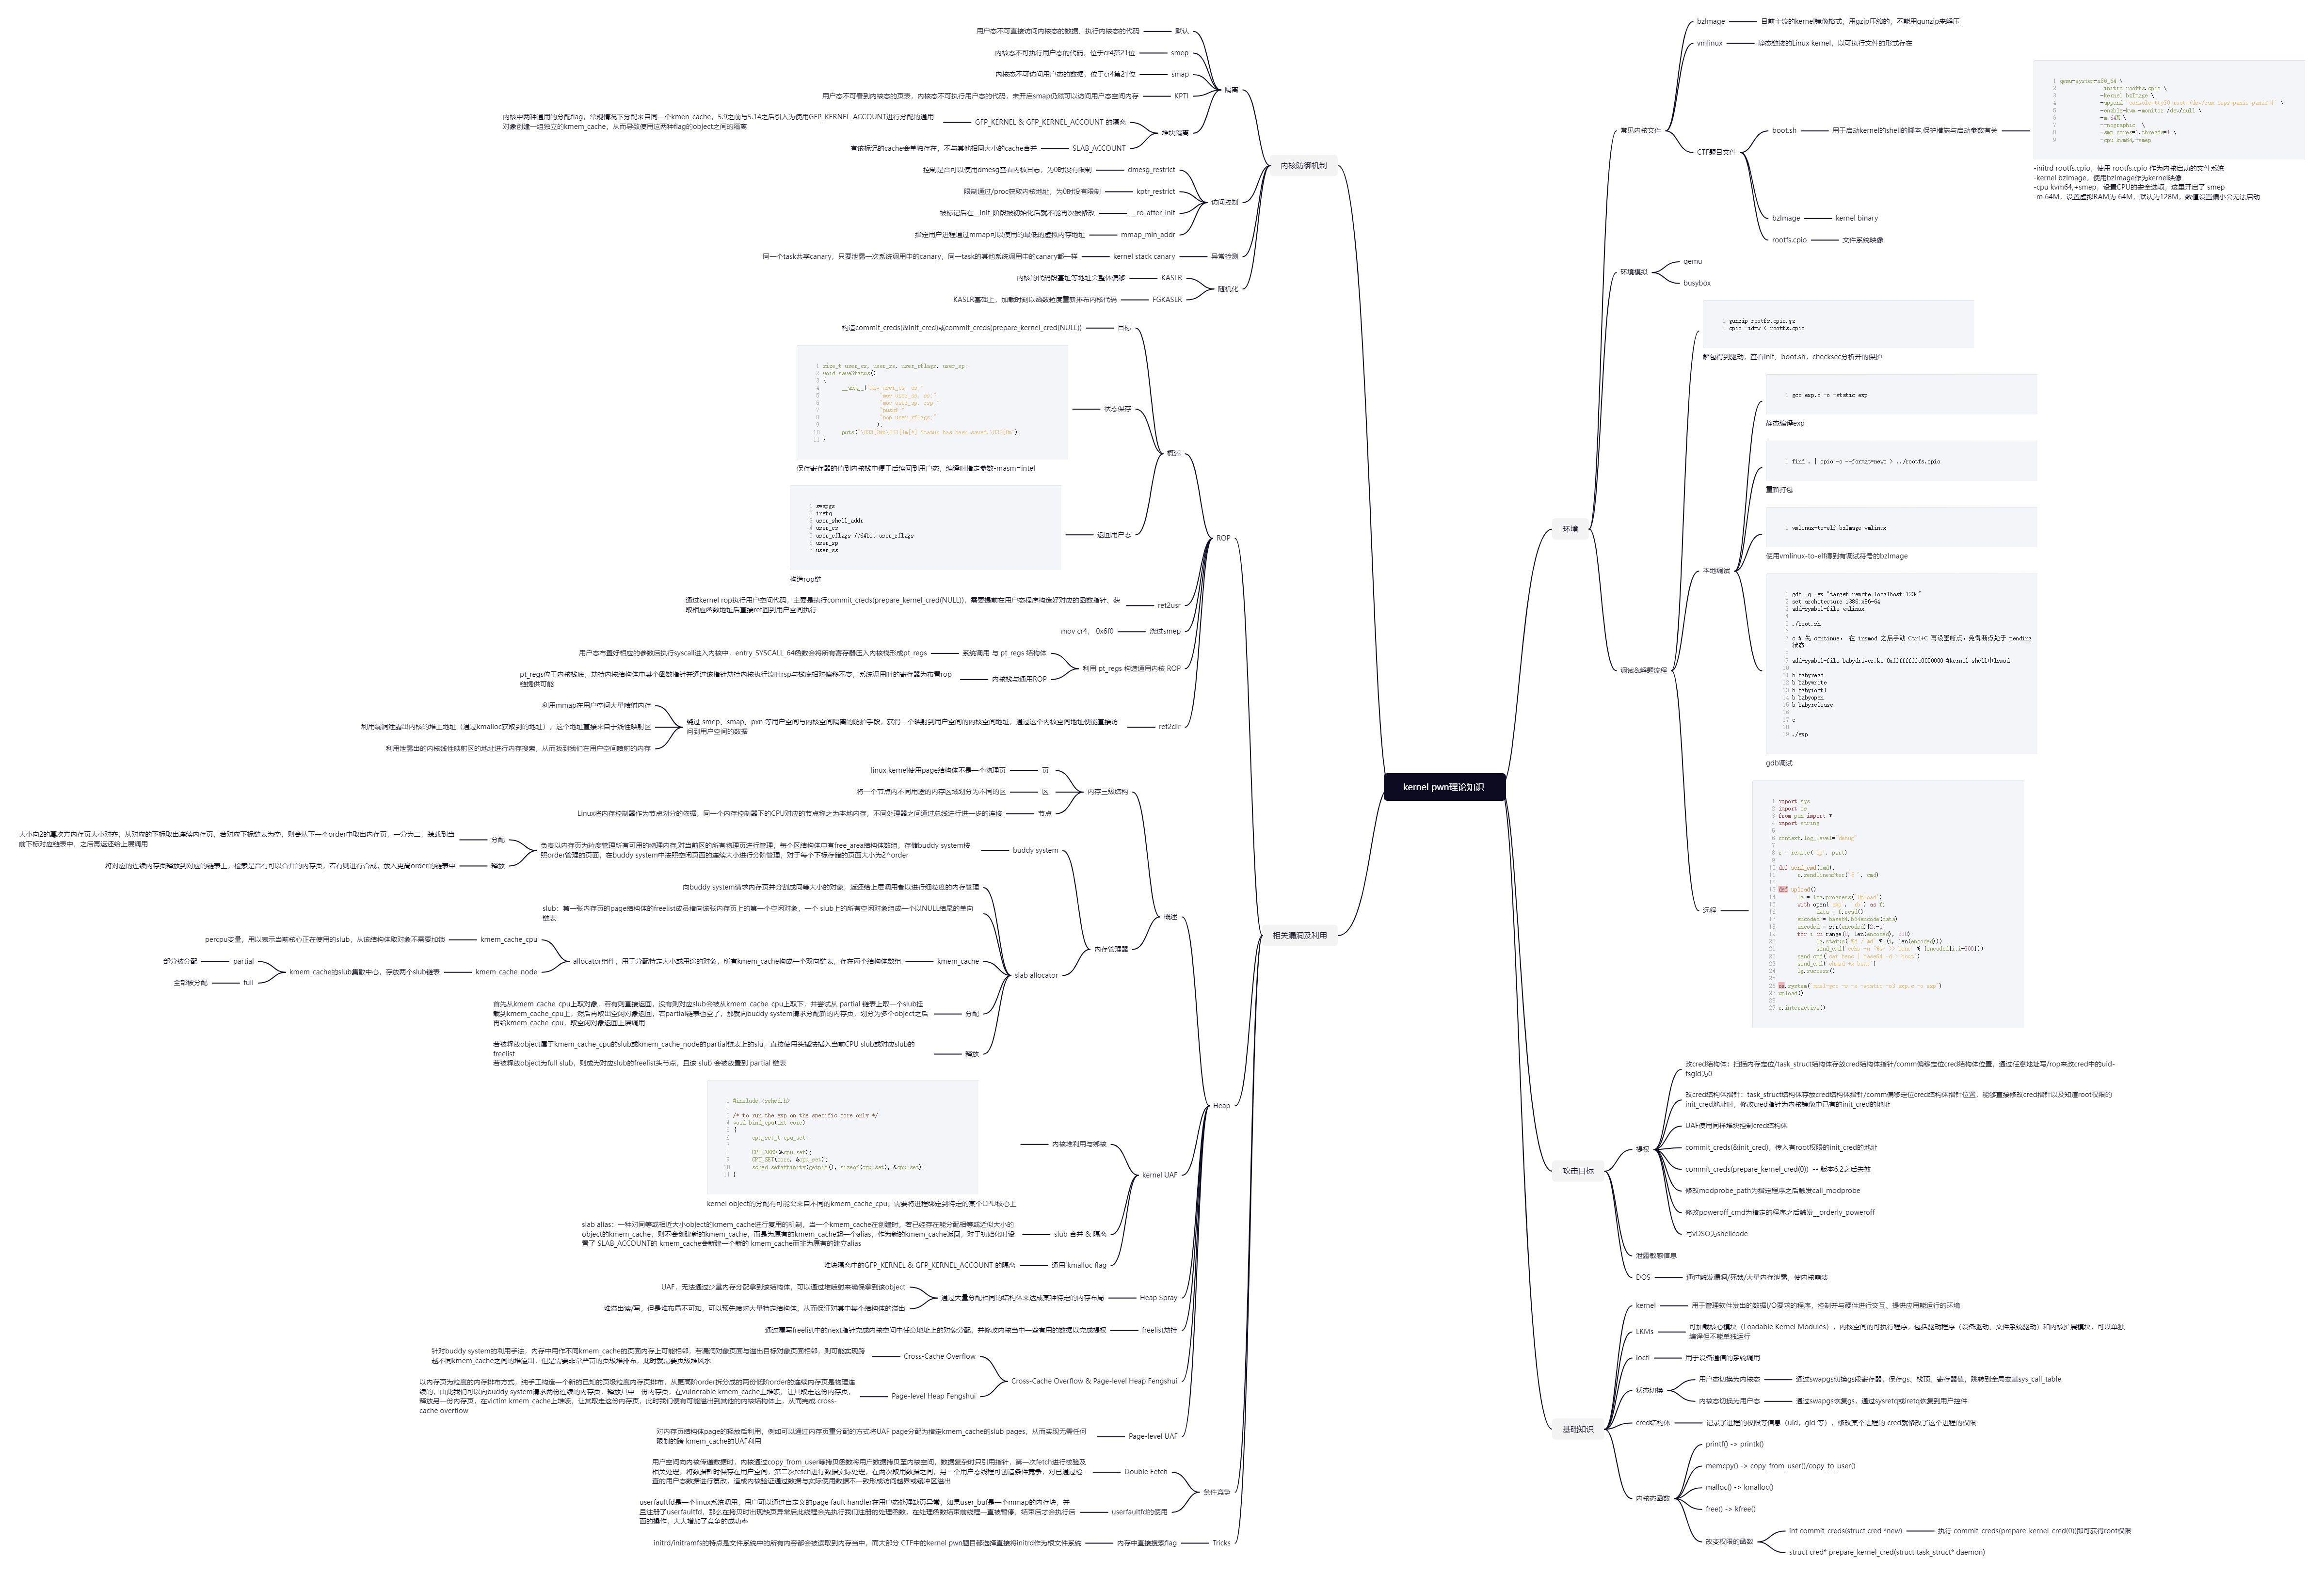 kernel pwn理论知识
内核防御机制
隔离
用户态不可直接访问内核态的数据、执行内核态的代码
默认
内核态不可执行用户态的代码，位于cr4第21位
smep
内核态不可访问用户态的数据，位于cr4第21位
smap
用户态不可看到内核态的页表，内核态不可执行用户态的代码，未开启smap仍然可以访问用户态空间内存
KPTI
堆块隔离
内核中两种通用的分配flag，常规情况下分配来自同一个kmen_cache，5.9之前与5.14之后引入为使用GFP_KERNEL_ACCOUNT进行分配的通用
对象创建一组独立的kmem_cache，从而导致使用这两种flag的object之间的隔离
GFP_KERNEL & GFP_KERNEL_ACCOUNT 的隔离
有该标记的cache会单独存在，不与其他相同大小的cache合并
SLAB_ACCOUNT
访问控制
控制是否可以使用dmesg查看内核日志，为0时没有限制
dmesg_restrict
限制通过/proc获取内核地址，为0时没有限制
kptr_restrict
被标记后在__init_阶段被初始化后就不能再次被修改
__ro_after_init
指定用户进程通过mmap可以使用的最低的虚拟内存地址
mmap_min_addr
同一个task共享canary，只要泄露一次系统调用中的canary，同一task的其他系统调用中的canary都一样
kernel stack canary
异常检测
内核的代码段基址等地址会整体偏移
KASLR
随机化
KASLR基础上，加载时刻以函数粒度重新排布内核代码
FGKASLR
相关漏洞及利用
ROP
概述
构造commit_creds(&init_cred)或commit_creds(prepare_kernel_cred(NULL))
目标
1 size_t user_cs, user_ss, user_rflags, user_sp;
2 void saveStatus()
3 {
4 __asm__("mov user_cs, cs;"
5 "mov user_ss, ss;"
6 "mov user_sp, rsp;"
7 "pushf;"
8 "pop user_rflags;"
9 );
11 }
状态保存
保存寄存器的值到内核栈中便于后续回到用户态，编译时指定参数-masm=intel
1 swapgs
2 iretq
3 user_shell_addr
4 user_cs
5 user_eflags //64bit user_rflags
6 user_sp
7 user_ss
返回用户态
构造rop链
通过kernel rop执行用户空间代码，主要是执行commit_creds(prepare_kernel_cred(NULL))，需要提前在用户态程序构造好对应的函数指针、获
取相应函数地址后直接ret回到用户空间执行
ret2usr
mov cr4， 0x6f0
绕过smep
用户态布置好相应的参数后执行syscall进入内核中，entry_SYSCALL_64函数会将所有寄存器压入内核栈形成pt_regs
系统调用 与 pt_regs 结构体
利用 pt_regs 构造通用内核 ROP
pt_regs位于内核栈底，劫持内核结构体中某个函数指针并通过该指针劫持内核执行流时rsp与栈底相对偏移不变，系统调用时的寄存器为布置rop
链提供可能
内核栈与通用ROP
利用mmap在用户空间大量喷射内存
利用漏洞泄露出内核的堆上地址（通过kmalloc获取到的地址），这个地址直接来自于线性映射区
利用泄露出的内核线性映射区的地址进行内存搜索，从而找到我们在用户空间喷射的内存
绕过 smep、smap、pxn 等用户空间与内核空间隔离的防护手段，获得一个映射到用户空间的内核空间地址，通过这个内核空间地址便能直接访
问到用户空间的数据
ret2dir
Heap
概述
linux kernel使用page结构体不是一个物理页
页
将一个节点内不同用途的内存区域划分为不同的区
区
内存三级结构
Linux将内存控制器作为节点划分的依据，同一个内存控制器下的CPU对应的节点称之为本地内存，不同处理器之间通过总线进行进一步的连接
节点
内存管理器
大小向2的幂次方内存页大小对齐，从对应的下标取出连续内存页，若对应下标链表为空，则会从下一个order中取出内存页，一分为二，装载到当
前下标对应链表中，之后再返还给上层调用
分配
将对应的连续内存页释放到对应的链表上，检索是否有可以合并的内存页，若有则进行合成，放入更高order的链表中
释放
负责以内存页为粒度管理所有可用的物理内存,对当前区的所有物理页进行管理，每个区结构体中有free_area结构体数组，存储buddy system按
照order管理的页面，在buddy system中按照空闲页面的连续大小进行分阶管理，对于每个下标存储的页面大小为2^order
buddy system
向buddy system请求内存页并分割成同等大小的对象，返还给上层调用者以进行细粒度的内存管理
slub：第一张内存页的page结构体的freelist成员指向该张内存页上的第一个空闲对象，一个 slub上的所有空闲对象组成一个以NULL结尾的单向
链表
percpu变量，用以表示当前核心正在使用的slub，从该结构体取对象不需要加锁
kmem_cache_cpu
部分被分配
partial
全部被分配
full
kmem_cache的slub集散中心，存放两个slub链表
kmem_cache_node
allocator组件，用于分配特定大小或用途的对象，所有kmem_cache构成一个双向链表，存在两个结构体数组
kmem_cache
slab allocator
首先从kmem_cache_cpu上取对象，若有则直接返回，没有则对应slub会被从kmem_cache_cpu上取下，并尝试从 partial 链表上取一个slub挂
载到kmem_cache_cpu上，然后再取出空闲对象返回，若partial链表也空了，那就向buddy system请求分配新的内存页，划分为多个object之后
再给kmem_cache_cpu，取空闲对象返回上层调用
分配
若被释放object属于kmem_cache_cpu的slub或kmem_cache_node的partial链表上的slu，直接使用头插法插入当前CPU slub或对应slub的
freelist
若被释放object为full slub，则成为对应slub的freelist头节点，且该 slub 会被放置到 partial 链表
释放
kernel UAF
1 #include <sched.h>
2
3 /* to run the exp on the specific core only */
4 void bind_cpu(int core)
5 {
6 cpu_set_t cpu_set;
7
8 CPU_ZERO(&cpu_set);
9 CPU_SET(core, &cpu_set);
10 sched_setaffinity(getpid(), sizeof(cpu_set), &cpu_set);
11 }
内核堆利用与绑核
kernel object的分配有可能会来自不同的kmem_cache_cpu，需要将进程绑定到特定的某个CPU核心上
slab alias：一种对同等或相近大小object的kmem_cache进行复用的机制，当一个kmem_cache在创建时，若已经存在能分配相等或近似大小的
object的kmem_cache，则不会创建新的kmem_cache，而是为原有的kmem_cache起一个alias，作为新的kmem_cache返回，对于初始化时设
置了 SLAB_ACCOUNT的 kmem_cache会新建一个新的 kmem_cache而非为原有的建立alias
slub 合并 & 隔离
堆块隔离中的GFP_KERNEL & GFP_KERNEL_ACCOUNT 的隔离
通用 kmalloc flag
UAF，无法通过少量内存分配拿到该结构体，可以通过堆喷射来确保拿到该object
堆溢出读/写，但是堆布局不可知，可以预先喷射大量特定结构体，从而保证对其中某个结构体的溢出
通过大量分配相同的结构体来达成某种特定的内存布局
Heap Spray
通过覆写freelist中的next指针完成内核空间中任意地址上的对象分配，并修改内核当中一些有用的数据以完成提权
freelist劫持
针对buddy system的利用手法，内存中用作不同kmem_cache的页面内存上可能相邻，若漏洞对象页面与溢出目标对象页面相邻，则可能实现跨
越不同kmem_cache之间的堆溢出，但是需要非常严苛的页级堆排布，此时就需要页级堆风水
Cross-Cache Overflow
以内存页为粒度的内存排布方式，纯手工构造一个新的已知的页级粒度内存页排布，从更高阶order拆分成的两份低阶order的连续内存页是物理连
续的，由此我们可以向buddy system请求两份连续的内存页，释放其中一份内存页，在vulnerable kmem_cache上堆喷，让其取走这份内存页，
释放另一份内存页，在victim kmem_cache上堆喷，让其取走这份内存页，此时我们便有可能溢出到其他的内核结构体上，从而完成 cross-
cache overflow
Page-level Heap Fengshui
Cross-Cache Overflow & Page-level Heap Fengshui
对内存页结构体page的释放后利用，例如可以通过内存页重分配的方式将UAF page分配为指定kmem_cache的slub pages，从而实现无需任何
限制的跨 kmem_cache的UAF利用
Page-level UAF
条件竞争
用户空间向内核传递数据时，内核通过copy_from_user等拷贝函数将用户数据拷贝至内核空间，数据复杂时只引用指针，第一次fetch进行校验及
相关处理，将数据暂时保存在用户空间，第二次fetch进行数据实际处理，在两次取用数据之间，另一个用户态线程可创造条件竞争，对已通过检
查的用户态数据进行篡改，造成内核验证通过数据与实际使用数据不一致形成访问越界或缓冲区溢出
Double Fetch
userfaultfd是一个linux系统调用，用户可以通过自定义的page fault handler在用户态处理缺页异常，如果user_buf是一个mmap的内存块，并
且注册了userfaultfd，那么在拷贝时出现缺页异常后此线程会先执行我们注册的处理函数，在处理函数结束前线程一直被暂停，结束后才会执行后
面的操作，大大增加了竞争的成功率
userfaultfd的使用
initrd/initramfs的特点是文件系统中的所有内容都会被读取到内存当中，而大部分 CTF中的kernel pwn题目都选择直接将initrd作为根文件系统
内存中直接搜索flag
Tricks
环境
常见内核文件
bzImage
目前主流的kernel镜像格式，用gzip压缩的，不能用gunzip来解压
vmlinux
静态链接的Linux kernel，以可执行文件的形式存在
CTF题目文件
boot.sh
用于启动kernel的shell的脚本,保护措施与启动参数有关
1 qemu-system-x86_64 \
2 -initrd rootfs.cpio \
3 -kernel bzImage \
4 -append 'console=ttyS0 root=/dev/ram oops=panic panic=1' \
5 -enable-kvm -monitor /dev/null \
6 -m 64M \
7 --nographic \
8 -smp cores=1,threads=1 \
9 -cpu kvm64,+smep
-initrd rootfs.cpio，使用 rootfs.cpio 作为内核启动的文件系统
-kernel bzImage，使用bzImage作为kernel映像
-cpu kvm64,+smep，设置CPU的安全选项，这里开启了 smep
-m 64M，设置虚拟RAM为 64M，默认为128M，数值设置偏小会无法启动
bzImage
kernel binary
rootfs.cpio
文件系统映像
环境模拟
qemu
busybox
调试&解题流程
1 gunzip rootfs.cpio.gz
2 cpio -idmv < rootfs.cpio
解包得到驱动，查看init、boot.sh，checksec分析开的保护
本地调试
1 gcc exp.c -o -static exp
静态编译exp
1 find . | cpio -o --format=newc > ../rootfs.cpio
重新打包
1 vmlinux-to-elf bzImage vmlinux
使用vmlinux-to-elf得到有调试符号的bzImage
1 gdb -q -ex "target remote localhost:1234"
2 set architecture i386:x86-64
3 add-symbol-file vmlinux
4
5 ./boot.sh
6
7 c # 先 continue， 在 insmod 之后手动 Ctrl+C 再设置断点，免得断点处于 pending
状态
8
9 add-symbol-file babydriver.ko 0xffffffffc0000000 #kernel shell中lsmod
10
11 b babyread
12 b babywrite
13 b babyioctl
14 b babyopen
15 b babyrelease
16
17 c
18
19 ./exp
gdb调试
远程
1 import sys
2 import os
3 from pwn import *
4 import string
5
6 context.log_level='debug'
7
8 r = remote('ip', port)
9
10 def send_cmd(cmd):
11 r.sendlineafter('$ ', cmd)
12
13 def upload():
14 lg = log.progress('Upload')
15 with open('exp', 'rb') as f:
16 data = f.read()
17 encoded = base64.b64encode(data)
18 encoded = str(encoded)[2:-1]
19 for i in range(0, len(encoded), 300):
20 lg.status('%d / %d' % (i, len(encoded)))
21 send_cmd('echo -n "%s" >> benc' % (encoded[i:i+300]))
22 send_cmd('cat benc | base64 -d > bout')
23 send_cmd('chmod +x bout')
24 lg.success()
25
26 os.system('musl-gcc -w -s -static -o3 exp.c -o exp')
27 upload()
28
29 r.interactive()
攻击目标
提权
改cred结构体：扫描内存定位/task_struct结构体存放cred结构体指针/comm偏移定位cred结构体位置，通过任意地址写/rop来改cred中的uid-
fsgid为0
改cred结构体指针：task_struct结构体存放cred结构体指针/comm偏移定位cred结构体指针位置，能够直接修改cred指针以及知道root权限的
init_cred地址时，修改cred指针为内核镜像中已有的init_cred的地址
UAF使用同样堆块控制cred结构体
commit_creds(&init_cred)，传入有root权限的init_cred的地址
commit_creds(prepare_kernel_cred(0)) -- 版本6.2之后失效
修改modprobe_path为指定程序之后触发call_modprobe
修改poweroff_cmd为指定的程序之后触发__orderly_poweroff
写vDSO为shellcode
泄露敏感信息
DOS
通过触发漏洞/死锁/大量内存泄露，使内核崩溃
基础知识
kernel
用于管理软件发出的数据I/O要求的程序，控制并与硬件进行交互、提供应能运行的环境
LKMs
可加载核心模块（Loadable Kernel Modules），内核空间的可执行程序，包括驱动程序（设备驱动、文件系统驱动）和内核扩展模块，可以单独
编译但不能单独运行
ioctl
用于设备通信的系统调用
状态切换
用户态切换为内核态
通过swapgs切换gs段寄存器，保存gs、栈顶、寄存器值，跳转到全局变量sys_call_table
内核态切换为用户态
通过swapgs恢复gs，通过sysretq或iretq恢复到用户控件
cred结构体
记录了进程的权限等信息（uid、gid 等），修改某个进程的 cred就修改了这个进程的权限
内核态函数
printf() -> printk()
memcpy() -> copy_from_user()/copy_to_user()
malloc() -> kmalloc()
free() -> kfree()
改变权限的函数
int commit_creds(struct cred *new)
执行 commit_creds(prepare_kernel_cred(0))即可获得root权限
struct cred* prepare_kernel_cred(struct task_struct* daemon)